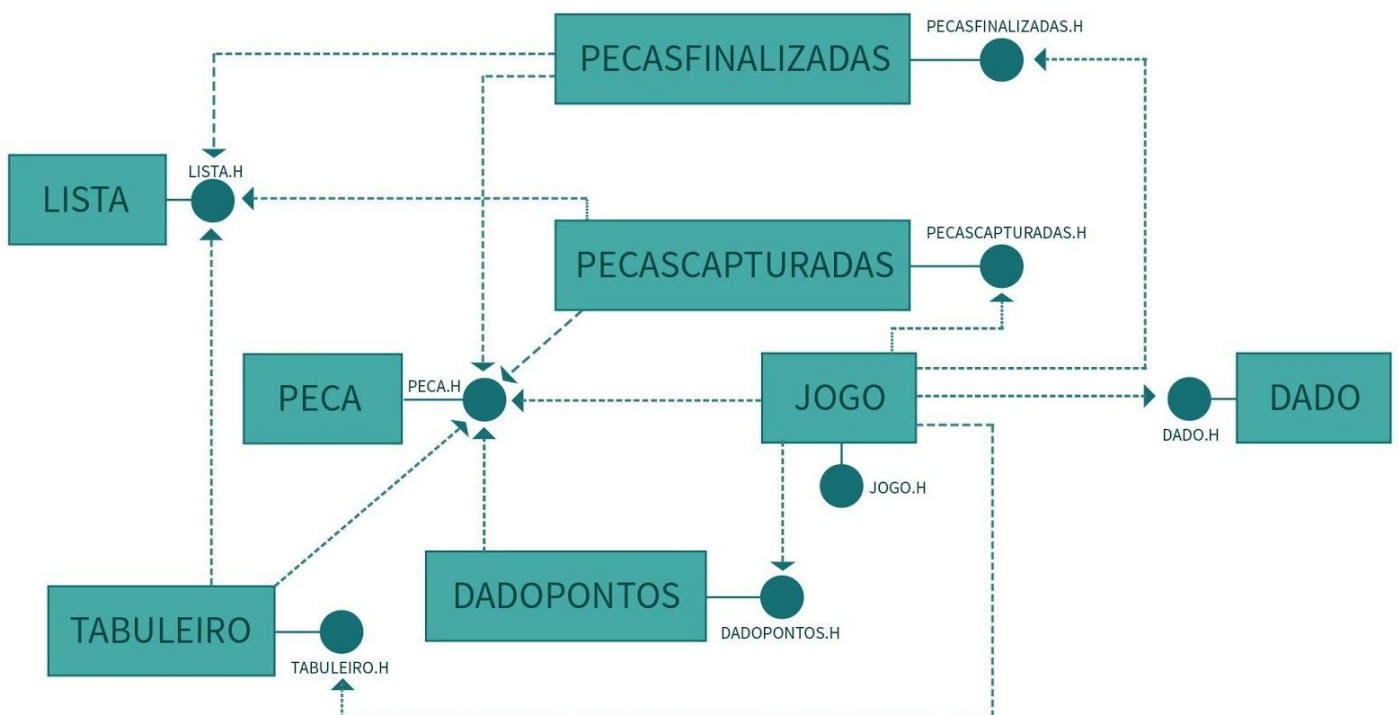 PECASFINALIZADAS.H
PECASFINALIZADAS
LISTA.H
LISTA
PECASCAPTURADAS.H
PECASCAPTURADAS
PECA.H
PECA
JOGO
DADO
DADO.H
JOGO.H
DADOPONTOS
DADOPONTOS.H
TABULEIRO
TABULEIRO.H